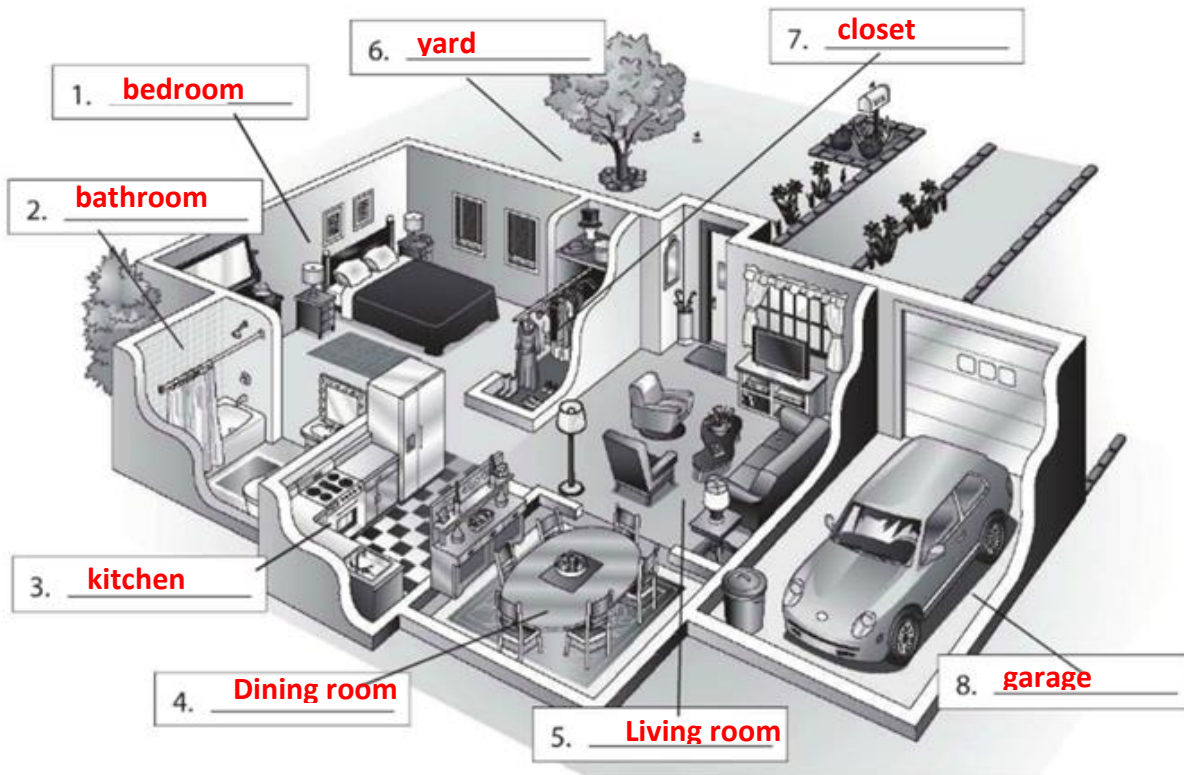 1. bedroom
2. bathroom
3. kitchen
4. Dining room
5. Living room
6. yard
7. closet
8. garage